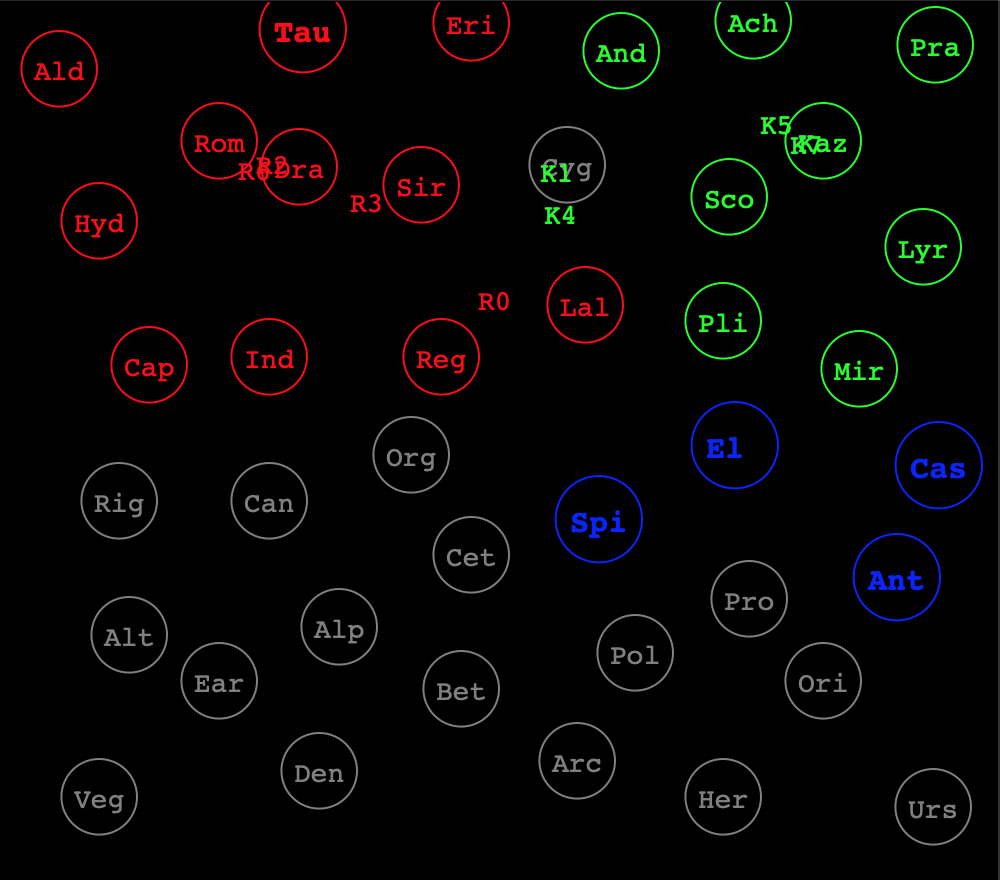 Tau
Eri
Ach
And
Pra
Ald
K5
Rom
Kaz
K7
R2
R6
Dra
Cyg
K1
Sir
Sco
R3
K4
Hyd
Lyr
R0
Lal
Pli
Cap
Ind
Reg
Mir
El
Org
Cas
Rig
Can
Spi
Cet
Ant
Pro
Alt
Alp
Pol
Ear
Bet
Ori
Arc
Den
Veg
Her
Urs